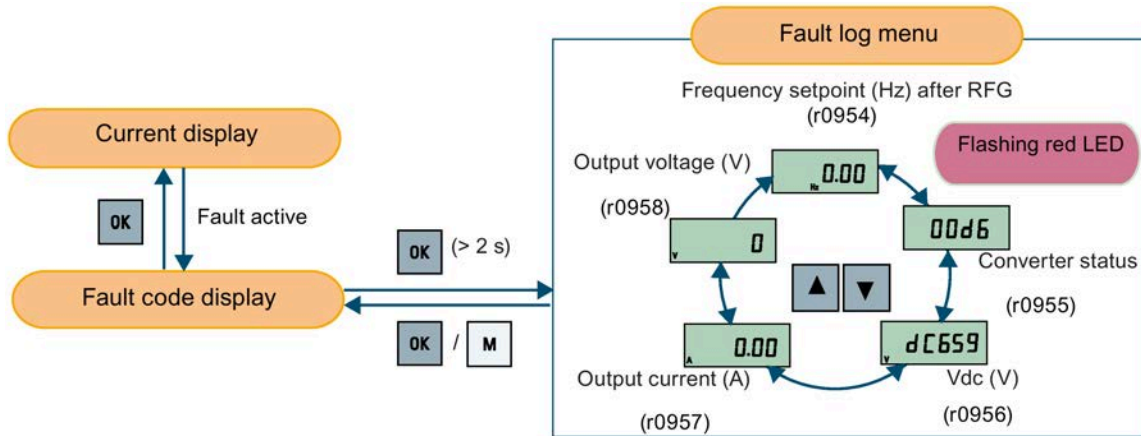 Fault log menu
Frequency setpoint (Hz) after RFG
(r0954)
Current display
Flashing red LED
Output voltage (V)
Hz 0.00
(r0958)
OK
Fault active
OK (> 2 s)
V 0
00d6
Converter status
(r0955)
Fault code display
▲ ▼
OK / M
A 0.00
V dC659
Output current (A)
Vdc (V)
(r0957)
(r0956)